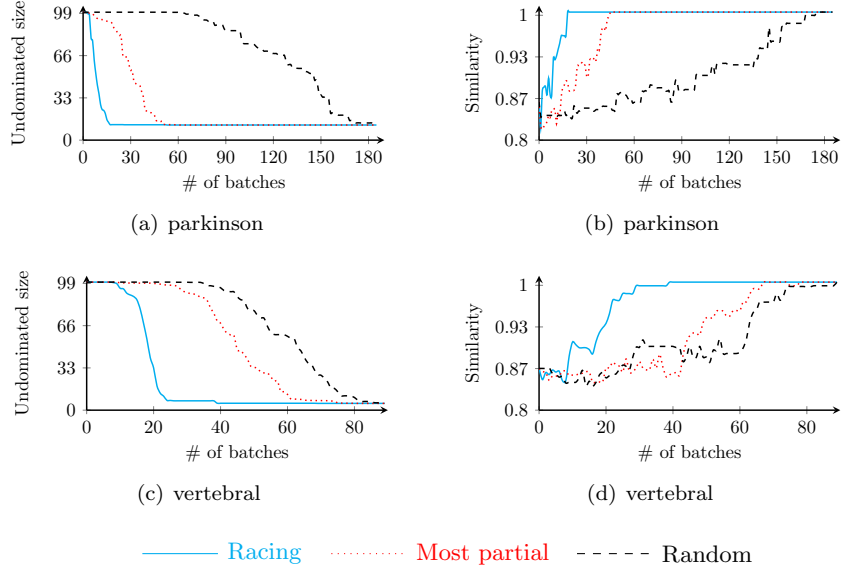 Undominated size
99
66
33
0
0 30 60 90 120 150 180
# of batches
(a) parkinson
Similarity
1
0.93
0.87
0.8
0 30 60 90 120 150 180
# of batches
(b) parkinson
Undominated size
99
66
33
0
0 20 40 60 80
# of batches
(c) vertebral
Similarity
1
0.93
0.87
0.8
0 20 40 60 80
# of batches
(d) vertebral
Racing Most partial Random